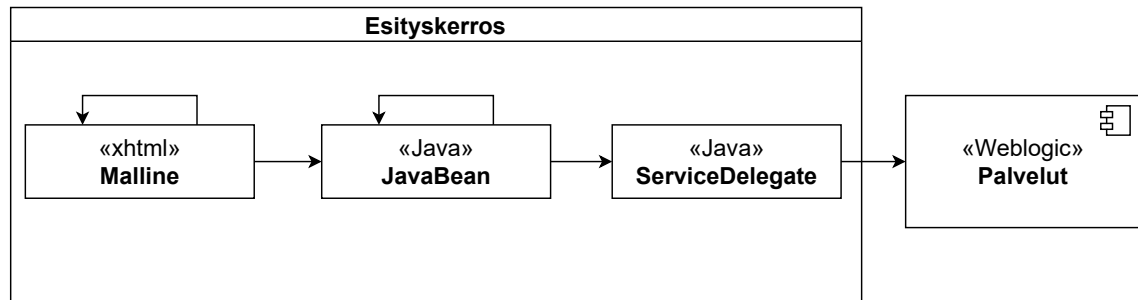 Esityskerros
«xhtml»
Malline
«Java»
JavaBean
«Java»
ServiceDelegate
«Weblogic»
Palvelut